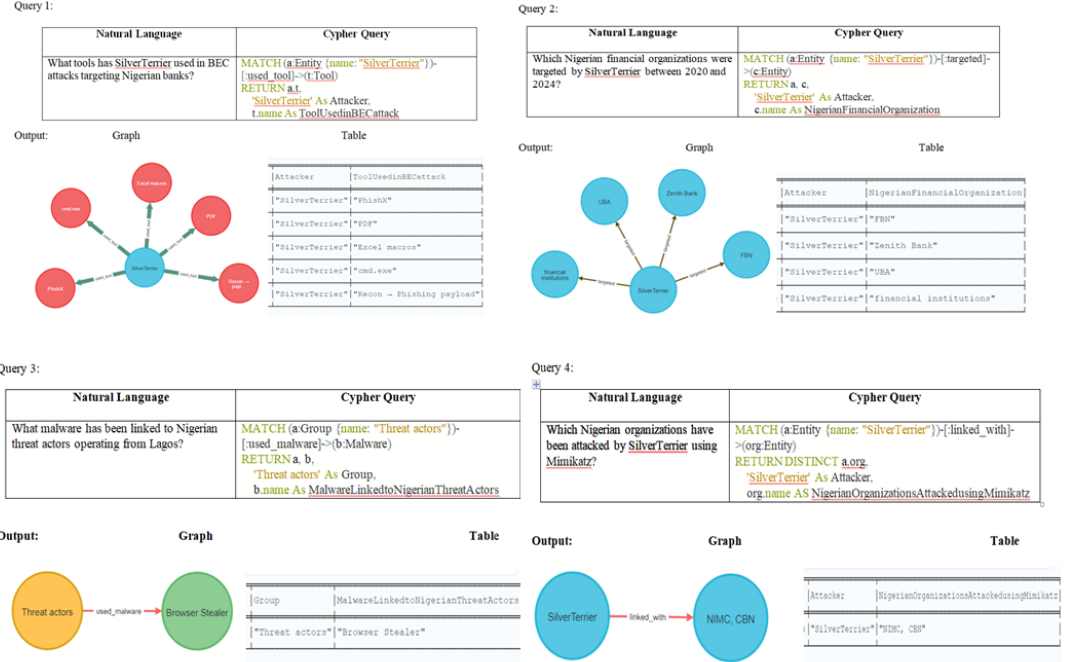 Query 1:
Natural Language
Cypher Query
What tools has SilverTerrier used in BEC
attacks targeting Nigerian banks?
MATCH (a:Entity {name: "SilverTerrier"})-
[:used_tool]->(t:Tool)
RETURN a,t,
'SilverTerrier' As Attacker,
t.name As ToolUsedinBECattack
Output:
Graph
Table
Excel macros
cmd.exe
PDF
SilverTerrier
PhishX
Recon →
payl
Attacker
ToolUsedinBECattack
"SilverTerrier" "PhishX"
"SilverTerrier" "PDF"
"SilverTerrier" "Excel macros"
"SilverTerrier" "cmd.exe"
"SilverTerrier" "Recon → Phishing payload"
Query 2:
Natural Language
Cypher Query
Which Nigerian financial organizations were
targeted by SilverTerrier between 2020 and
2024?
MATCH (a:Entity {name: "SilverTerrier"})-[:targeted]-
>(c:Entity)
RETURN a, c,
'SilverTerrier' As Attacker,
c.name As NigerianFinancialOrganization
Output:
Graph
Table
UBA
Zenith Bank
FBN
financial
institutions
SilverTerrier
targeted
targeted
targeted
targeted
Attacker
NigerianFinancialOrganization
"SilverTerrier" "FBN"
"SilverTerrier" "Zenith Bank"
"SilverTerrier" "UBA"
"SilverTerrier" "financial institutions"
Query 3:
Natural Language
Cypher Query
What malware has been linked to Nigerian
threat actors operating from Lagos?
MATCH (a:Group {name: "Threat actors"})-
[:used_malware]->(b:Malware)
RETURN a, b,
'Threat actors' As Group,
b.name As MalwareLinkedtoNigerianThreatActors
Output:
Graph
Table
Threat actors
used_malware
Browser Stealer
Group
MalwareLinkedtoNigerianThreatActors
"Threat actors" "Browser Stealer"
Query 4:
Natural Language
Cypher Query
Which Nigerian organizations have
been attacked by SilverTerrier using
Mimikatz?
MATCH (a:Entity {name: "SilverTerrier"})-[:linked_with]-
>(org:Entity)
RETURN DISTINCT a,org,
'SilverTerrier' As Attacker,
org.name AS NigerianOrganizationsAttackedusingMimikatz
Output:
Graph
Table
SilverTerrier
linked_with
NIMC, CBN
Attacker
NigerianOrganizationsAttackedusingMimikatz
"SilverTerrier" "NIMC, CBN"